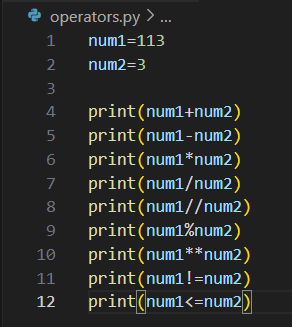 operators.py > ...
1 num1=113
2 num2=3
3
4 print(num1+num2)
5 print(num1-num2)
6 print(num1*num2)
7 print(num1/num2)
8 print(num1//num2)
9 print(num1%num2)
10 print(num1**num2)
11 print(num1!=num2)
12 print(num1<=num2)